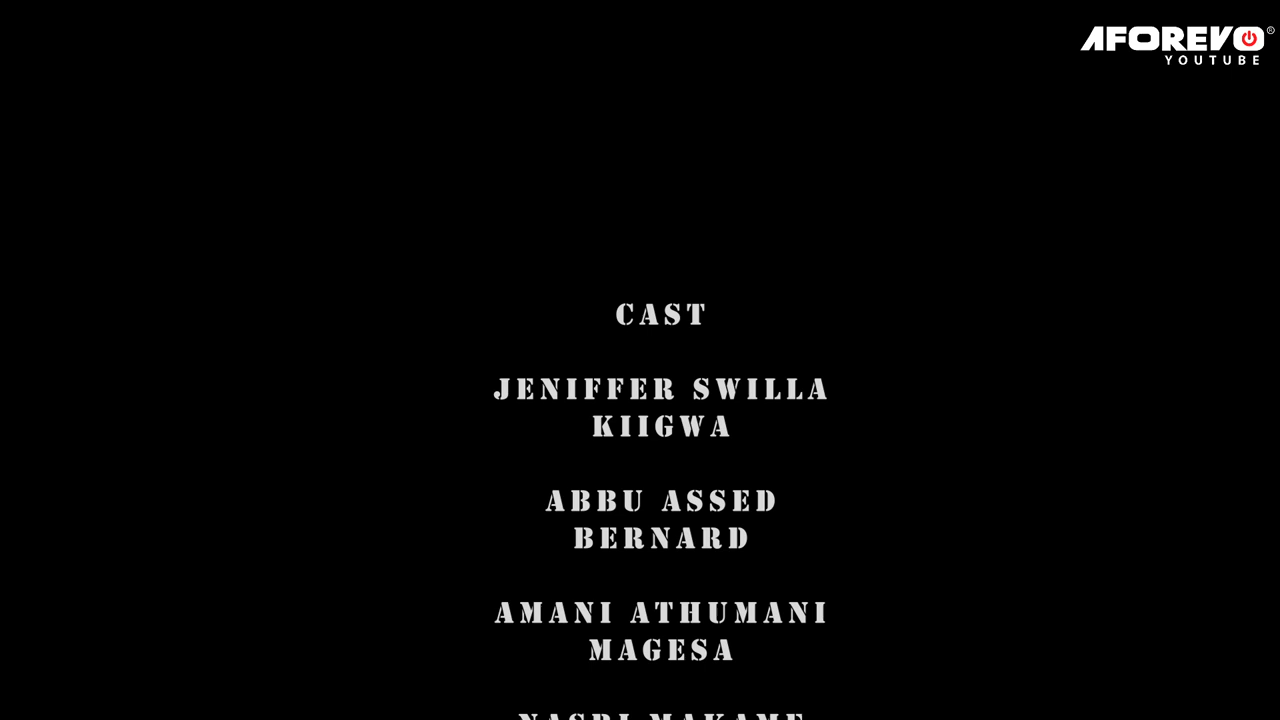 AFOREVO®
YOUTUBE
CAST
JENIFFER SWILLA
KIIGWA
ABBU ASSED
BERNARD
AMANI ATHUMANI
MAGESA